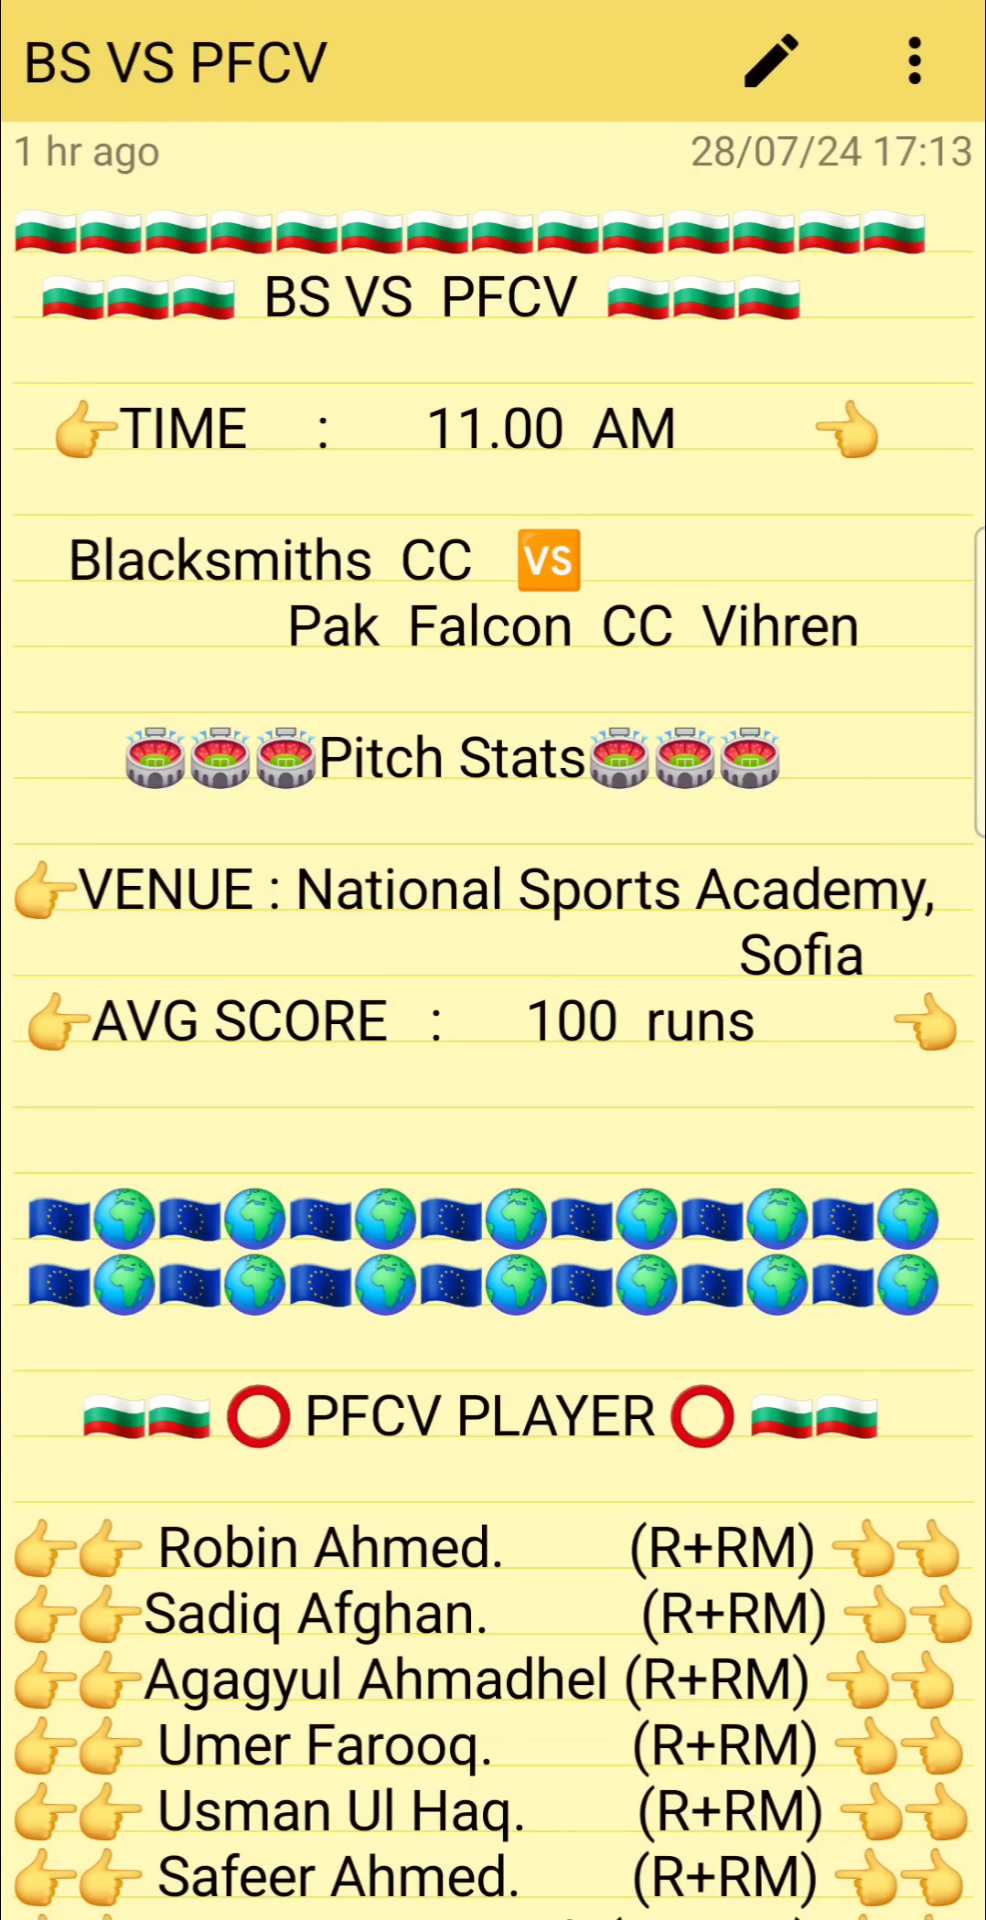 BS VS PFCV
1 hr ago 28/07/24 17:13
BS VS PFCV
TIME : 11.00 AM
Blacksmiths CC VS
Pak Falcon CC Vihren
Pitch Stats
VENUE : National Sports Academy,
Sofia
AVG SCORE : 100 runs
PFCV PLAYER
Robin Ahmed. (R+RM)
Sadiq Afghan. (R+RM)
Agagyul Ahmadhel (R+RM)
Umer Farooq. (R+RM)
Usman Ul Haq. (R+RM)
Safeer Ahmed. (R+RM)